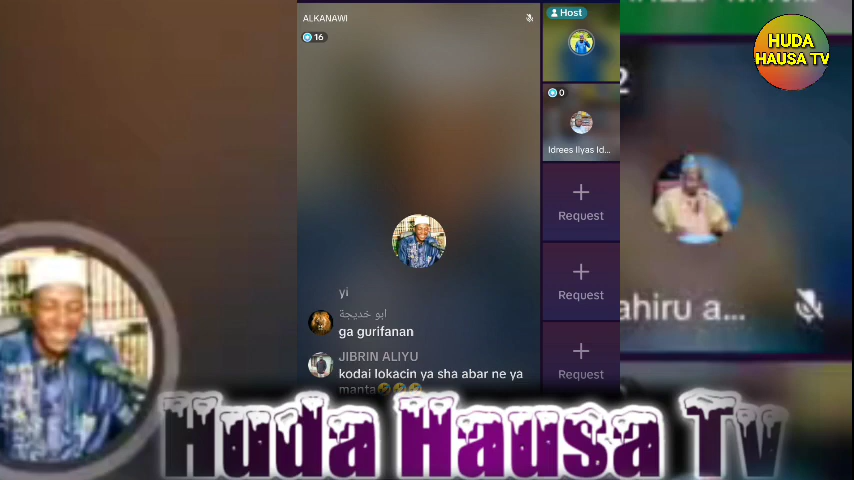 ALKANAWI
16
Host
0
Idrees Ilyas Id...
Request
Request
Request
yi
ابو خديجة
ga gurifanan
JIBRIN ALIYU
kodai lokacin ya sha abar ne ya
manta🤣🤣🤣
HUDA
HAUSA TV
ahiru a...
Huda Hausa Tv